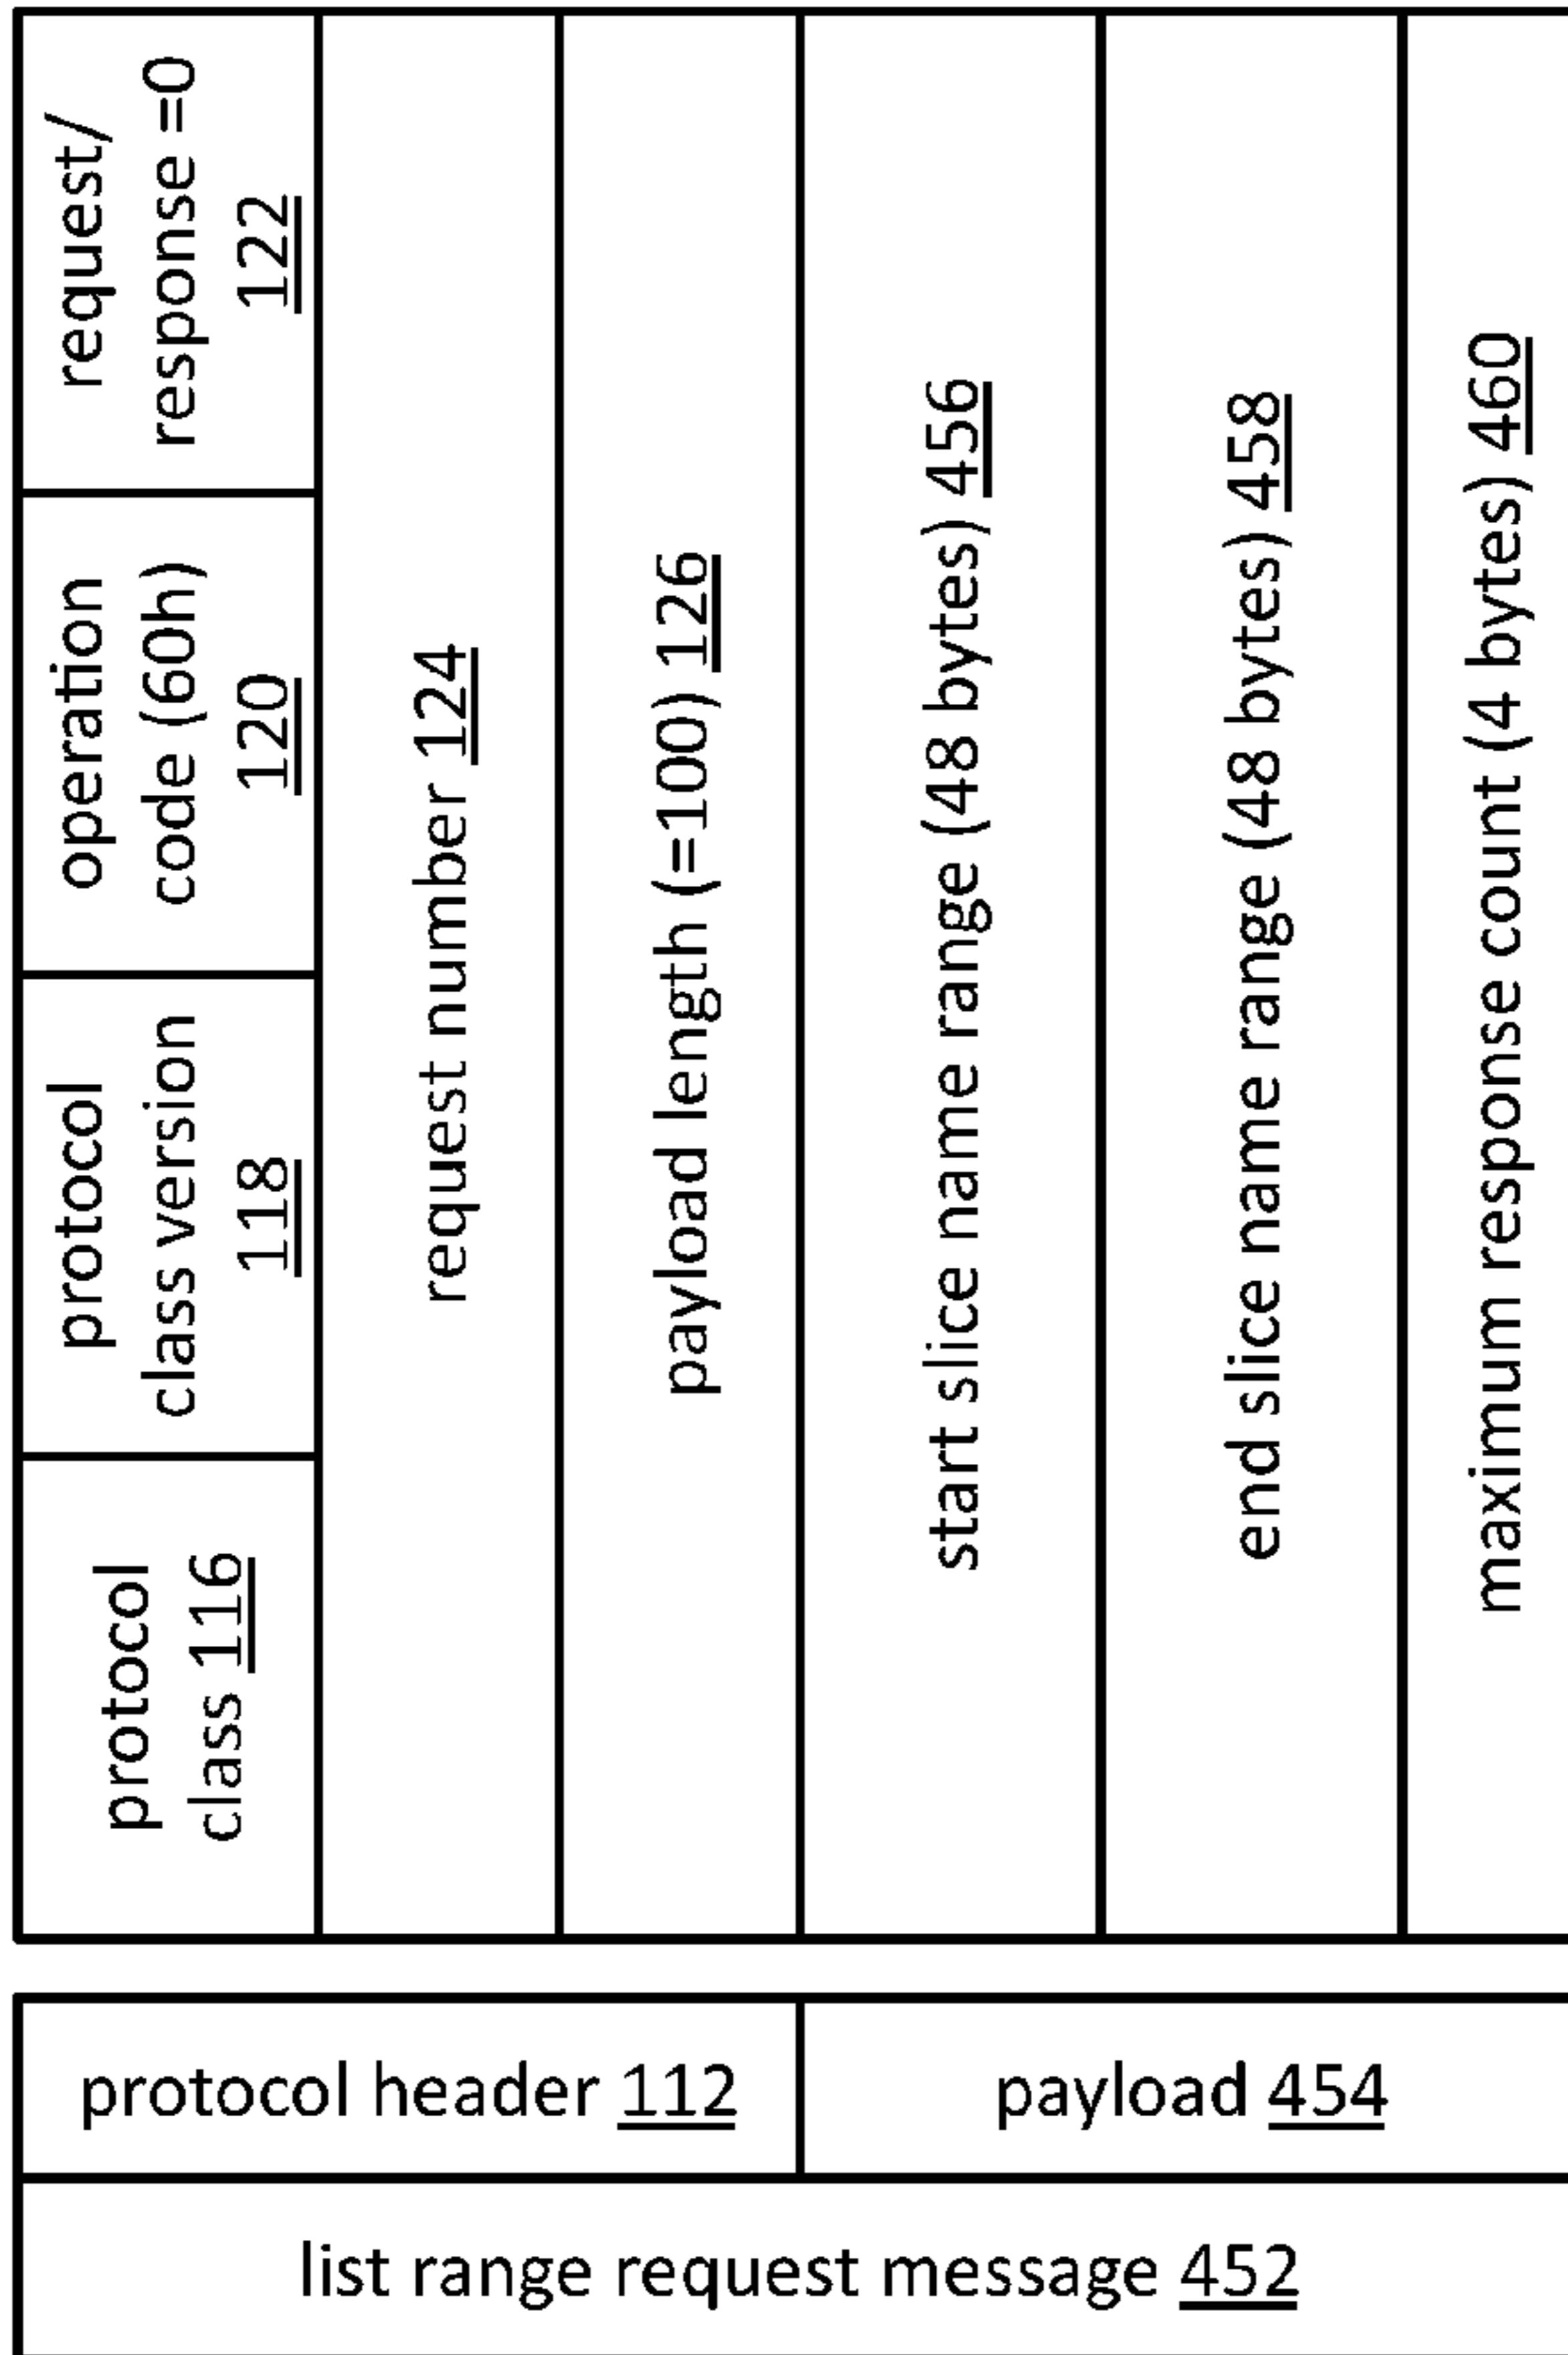 list range request message 452
protocol header 112
payload 454
protocol
class 116
protocol
class version
118
operation
code (60h)
120
request/
response =0
122
request number 124
payload length (=100) 126
start slice name range (48 bytes) 456
end slice name range (48 bytes) 458
maximum response count (4 bytes) 460